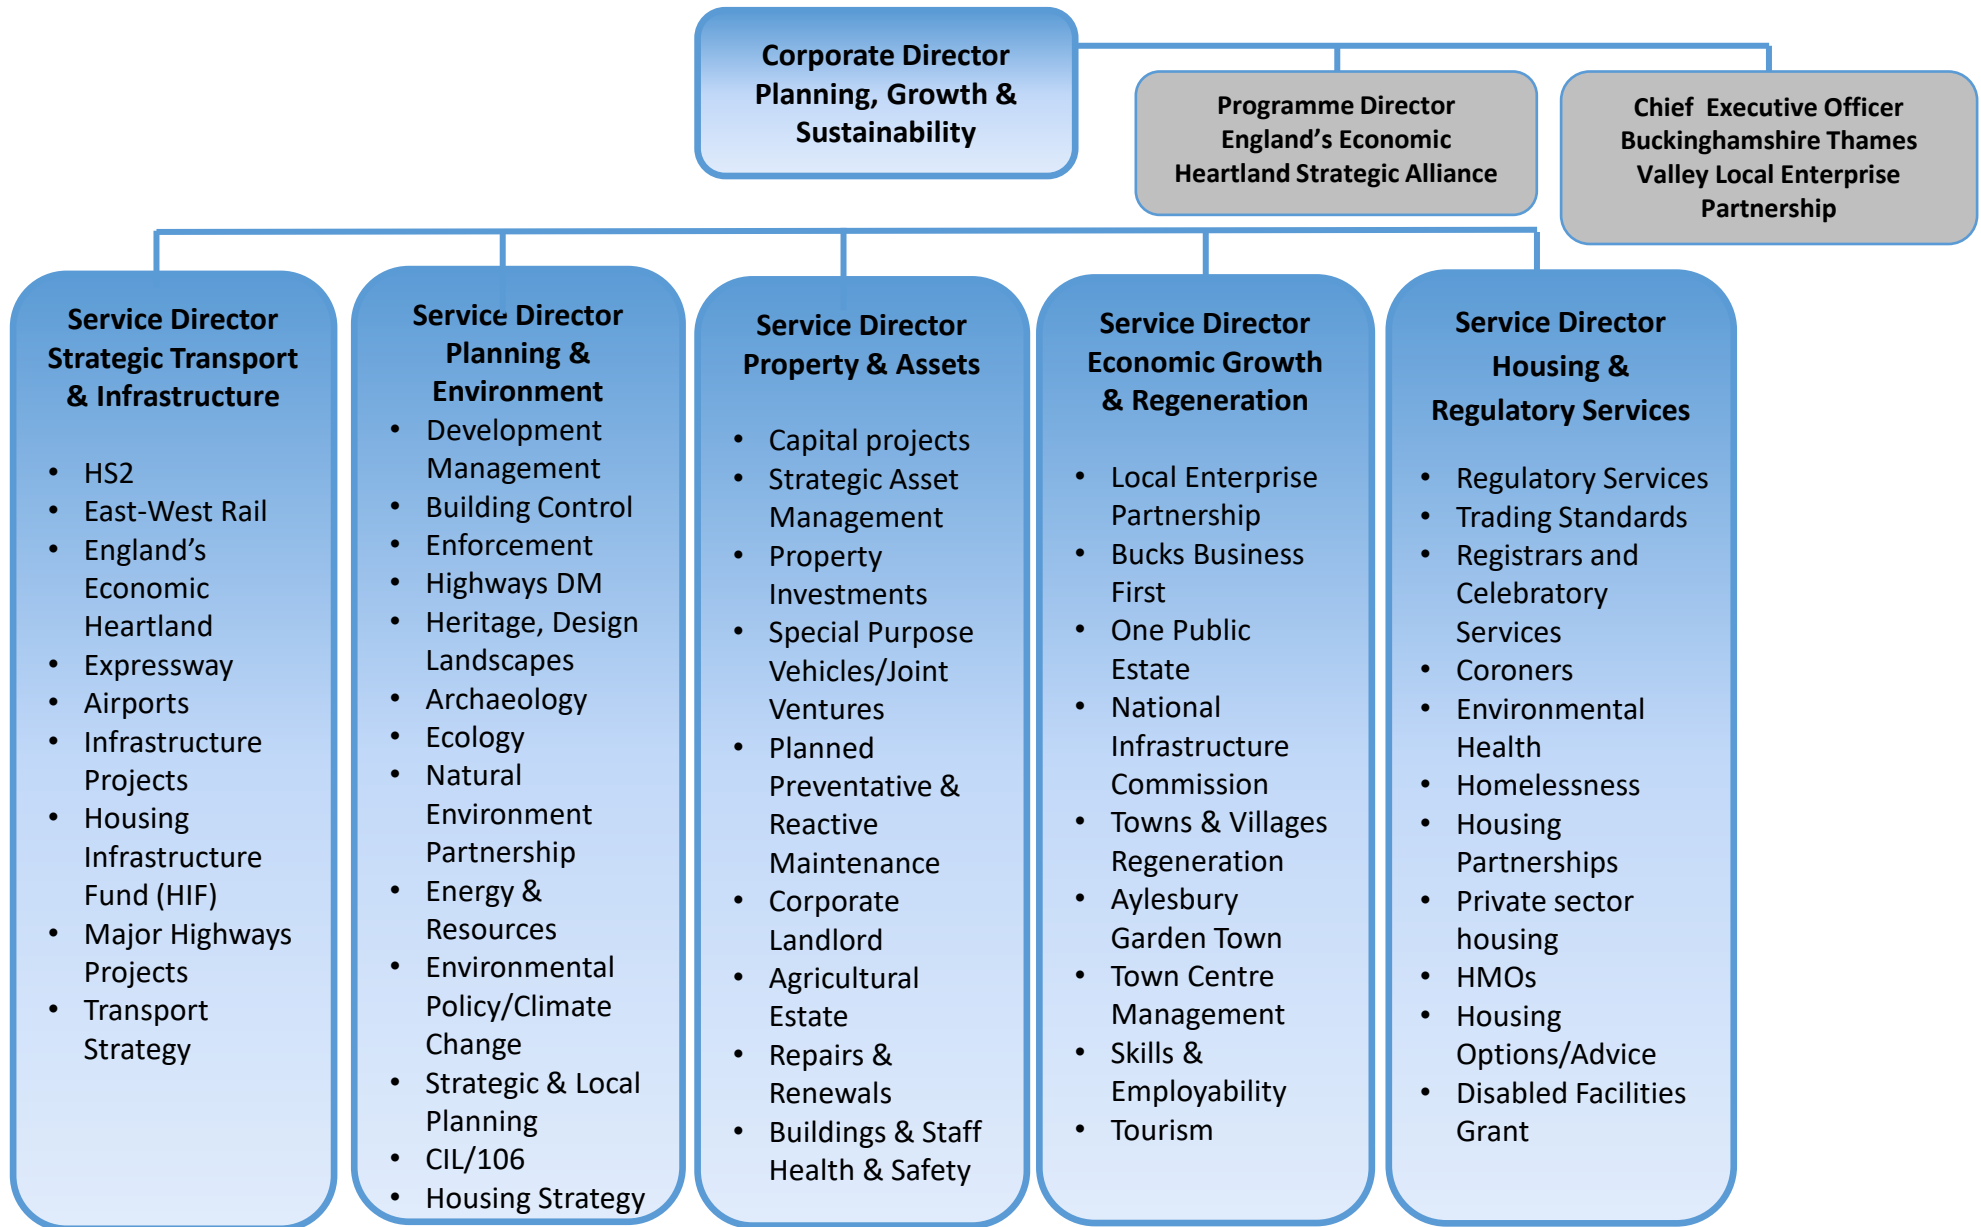 Corporate Director
Planning, Growth &
Sustainability
Programme Director
England's Economic
Heartland Strategic Alliance
Chief  Executive Officer
Buckinghamshire Thames
Valley Local Enterprise
Partnership
Service Director
Strategic Transport
& Infrastructure
• HS2
• East-West Rail
• England's
Economic
Heartland
• Expressway
• Airports
• Infrastructure
Projects
• Housing
Infrastructure
Fund (HIF)
• Major Highways
Projects
• Transport
Strategy
Service Director
Planning &
Environment
• Development
Management
• Building Control
• Enforcement
• Highways DM
• Heritage, Design
Landscapes
• Archaeology
• Ecology
• Natural
Environment
Partnership
• Energy &
Resources
• Environmental
Policy/Climate
Change
• Strategic & Local
Planning
• CIL/106
• Housing Strategy
Service Director
Property & Assets
• Capital projects
• Strategic Asset
Management
• Property
Investments
• Special Purpose
Vehicles/Joint
Ventures
• Planned
Preventative &
Reactive
Maintenance
• Corporate
Landlord
• Agricultural
Estate
• Repairs &
Renewals
• Buildings & Staff
Health & Safety
Service Director
Economic Growth
& Regeneration
• Local Enterprise
Partnership
• Bucks Business
First
• One Public
Estate
• National
Infrastructure
Commission
• Towns & Villages
Regeneration
• Aylesbury
Garden Town
• Town Centre
Management
• Skills &
Employability
• Tourism
Service Director
Housing &
Regulatory Services
• Regulatory Services
• Trading Standards
• Registrars and
Celebratory
Services
• Coroners
• Environmental
Health
• Homelessness
• Housing
Partnerships
• Private sector
housing
• HMOs
• Housing
Options/Advice
• Disabled Facilities
Grant